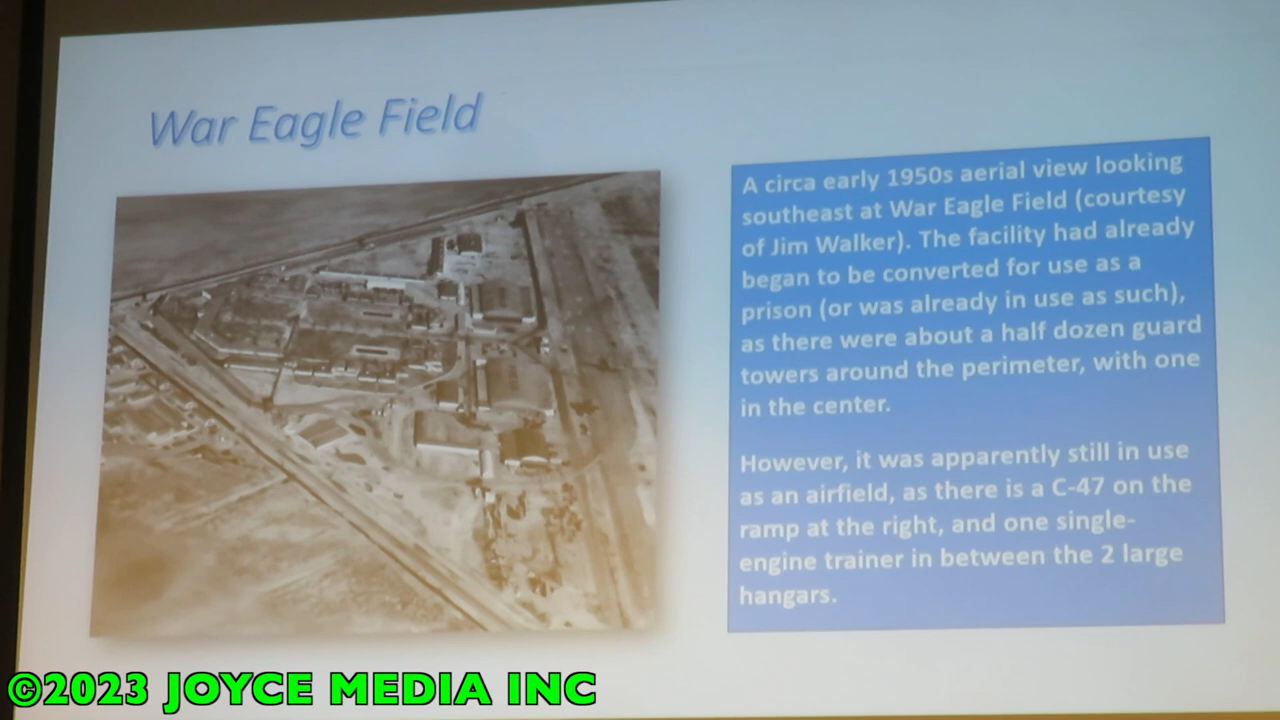 War Eagle Field
A circa early 1950s aerial view looking
southeast at War Eagle Field (courtesy
of Jim Walker). The facility had already
began to be converted for use as a
prison (or was already in use as such),
as there were about a half dozen guard
towers around the perimeter, with one
in the center.
However, it was apparently still in use
as an airfield, as there is a C-47 on the
ramp at the right, and one single-
engine trainer in between the 2 large
hangars.
©2023 JOYCE MEDIA INC